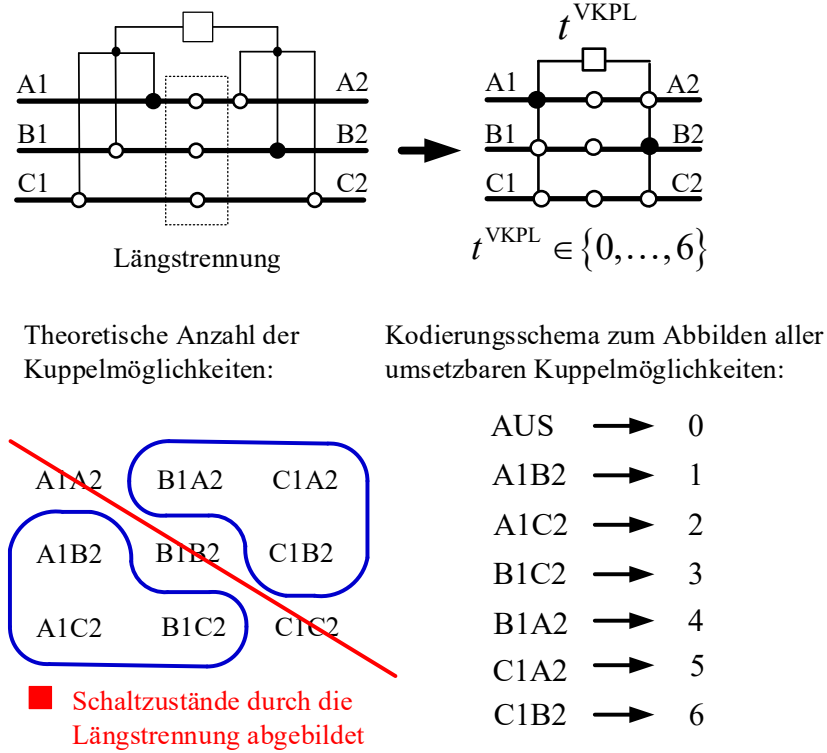 t^VKPL
A1 A2
B1 B2
C1 C2
Längstrennung
A1 A2
B1 B2
C1 C2
t^VKPL ∈ {0,…,6}
Theoretische Anzahl der
Kuppelmöglichkeiten:
Kodierungsschema zum Abbilden aller
umsetzbaren Kuppelmöglichkeiten:
A1A2 B1A2 C1A2
A1B2 B1B2 C1B2
A1C2 B1C2 C1C2
Schaltzustände durch die
Längstrennung abgebildet
AUS 0
A1B2 1
A1C2 2
B1C2 3
B1A2 4
C1A2 5
C1B2 6